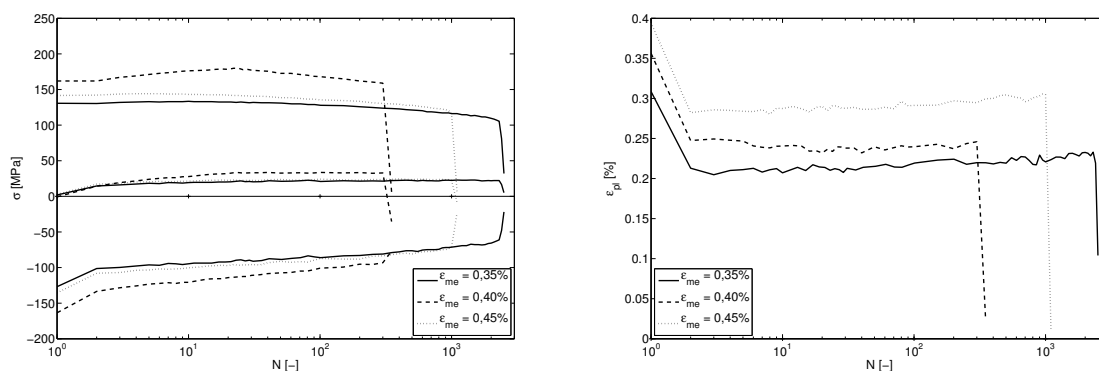 250
200
150
100
50
0
−50
−100
−150
−200
10^0
10^1
10^2
10^3
N [−]
σ [MPa]
ε_me = 0,35%
ε_me = 0,40%
ε_me = 0,45%
0.4
0.35
0.3
0.25
0.2
0.15
0.1
0.05
0
10^0
10^1
10^2
10^3
N [−]
ε_pl [%]
ε_me = 0,35%
ε_me = 0,40%
ε_me = 0,45%